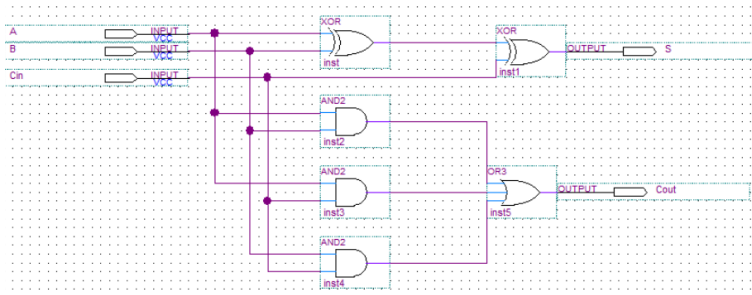 A INPUT VCC
B INPUT VCC
Cin INPUT VCC
XOR
inst
XOR
inst1
OUTPUT S
AND2
inst2
AND2
inst3
OR3
inst5
OUTPUT Cout
AND2
inst4